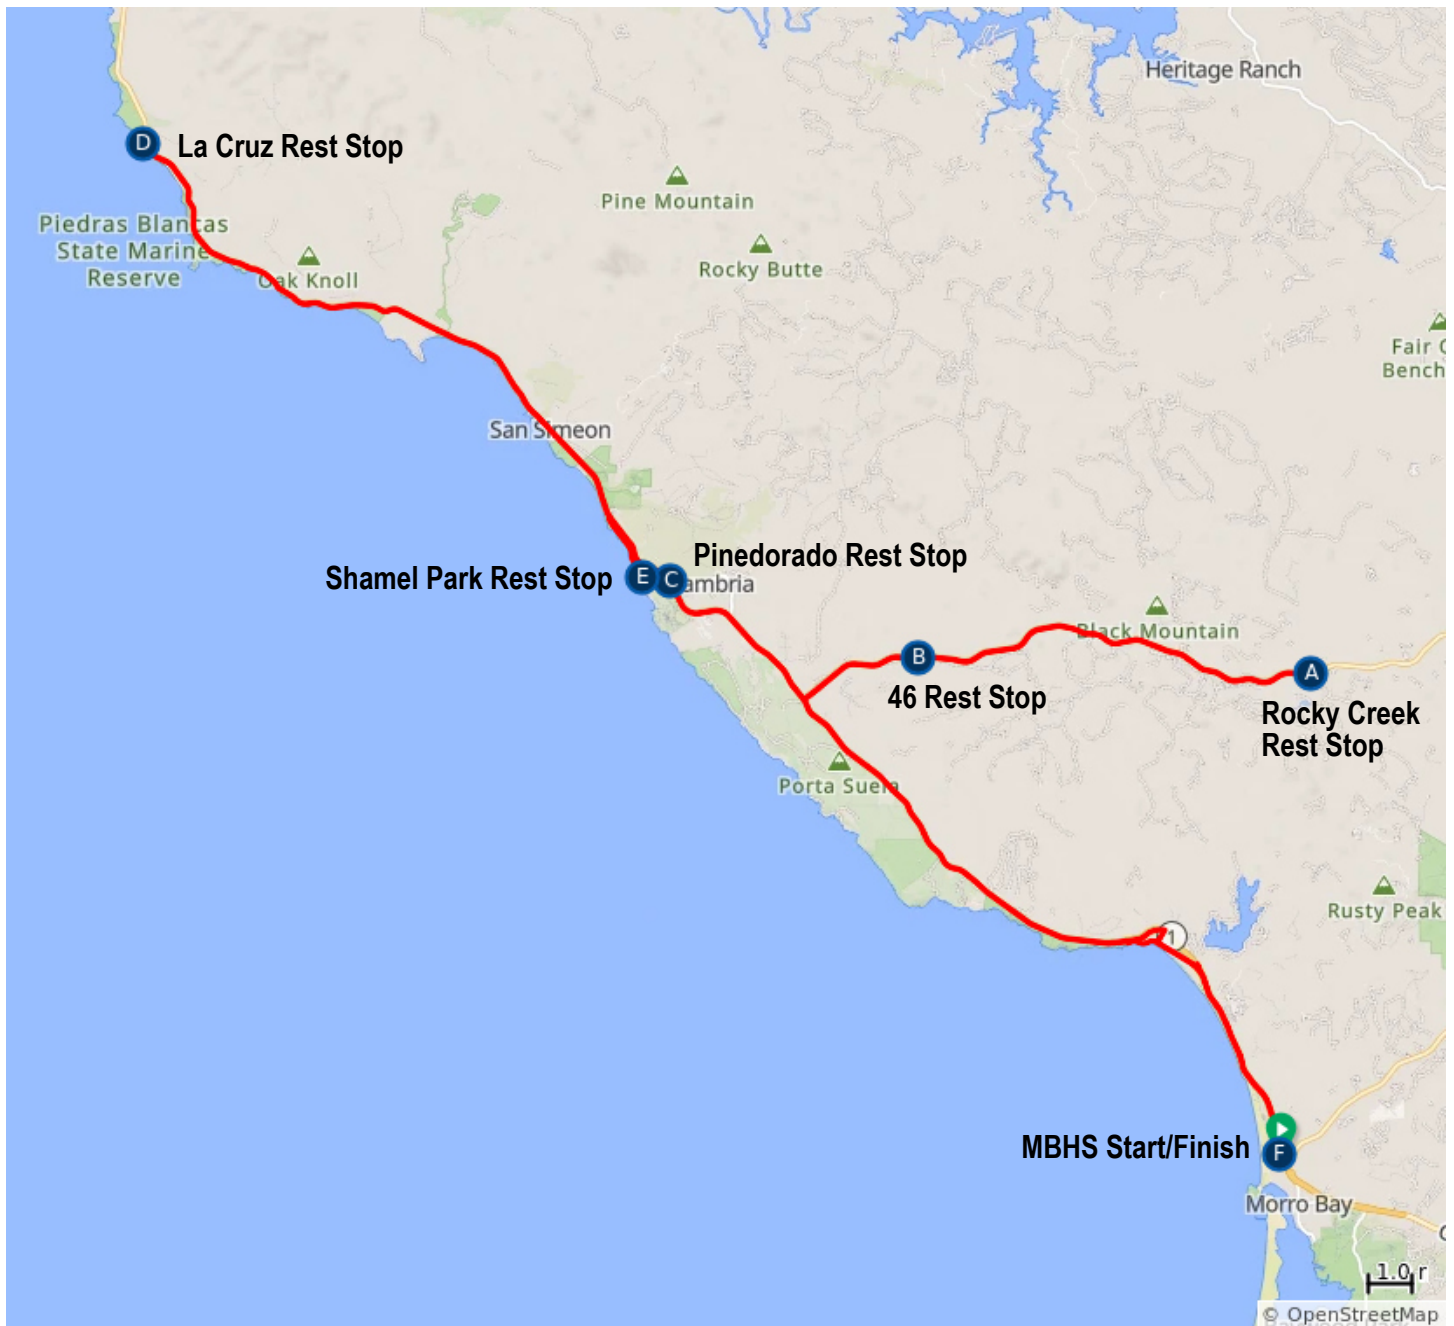 Heritage Ranch
D
La Cruz Rest Stop
Pine Mountain
Piedras Blancas
State Marine
Reserve
Rocky Butte
Oak Knoll
Fair
Bench
San Simeon
Pinedorado Rest Stop
Shamel Park Rest Stop
E
C
ambria
Black Mountain
B
A
46 Rest Stop
Rocky Creek
Rest Stop
Porta Suela
Rusty Peak
1
MBHS Start/Finish
F
Morro Bay
1.0
© OpenStreetMap